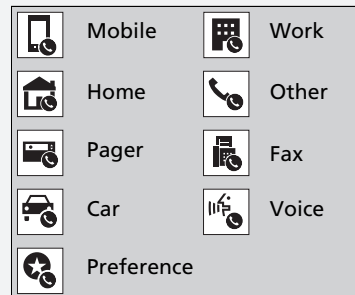 Mobile
Work
Home
Other
Pager
Fax
Car
Voice
Preference